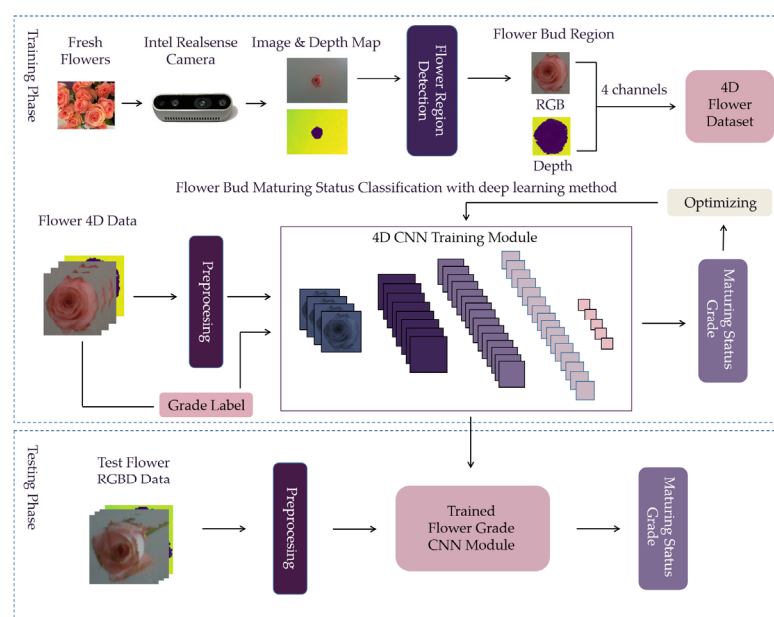 Training Phase
Fresh
Flowers
Intel Realsense
Camera
Image & Depth Map
Flower Region
Detection
Flower Bud Region
RGB
Depth
4 channels
4D
Flower
Dataset
Flower Bud Maturing Status Classification with deep learning method
Optimizing
Flower 4D Data
Preprocesing
4D CNN Training Module
Maturing Status
Grade
Grade Label
Testing Phase
Test Flower
RGBD Data
Preprocesing
Trained
Flower Grade
CNN Module
Maturing Status
Grade